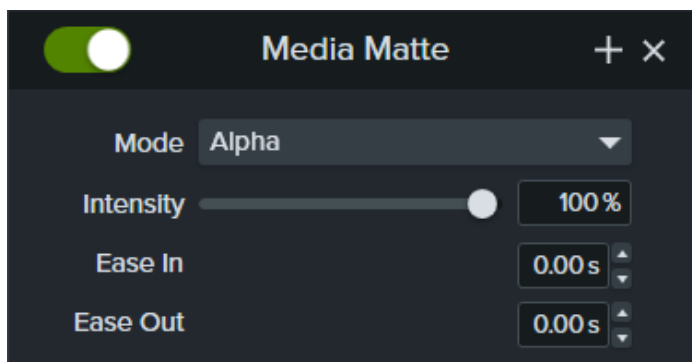 Media Matte
Mode Alpha
Intensity 100%
Ease In 0.00 s
Ease Out 0.00 s